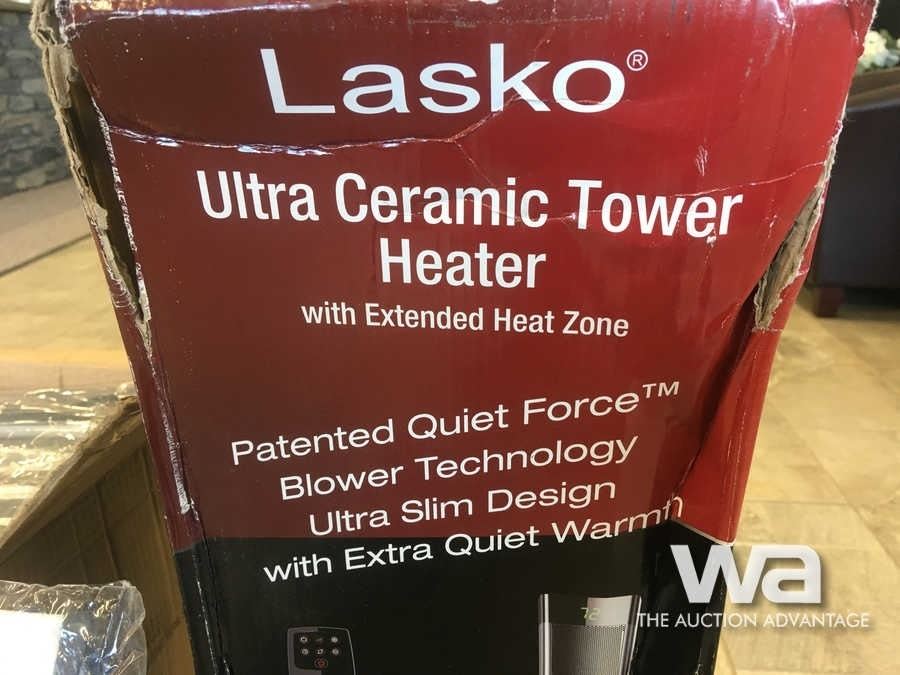 Lasko®
Ultra Ceramic Tower
Heater
with Extended Heat Zone
Patented Quiet Force™
Blower Technology
Ultra Slim Design
with Extra Quiet Warmth
72
wa
THE AUCTION ADVANTAGE